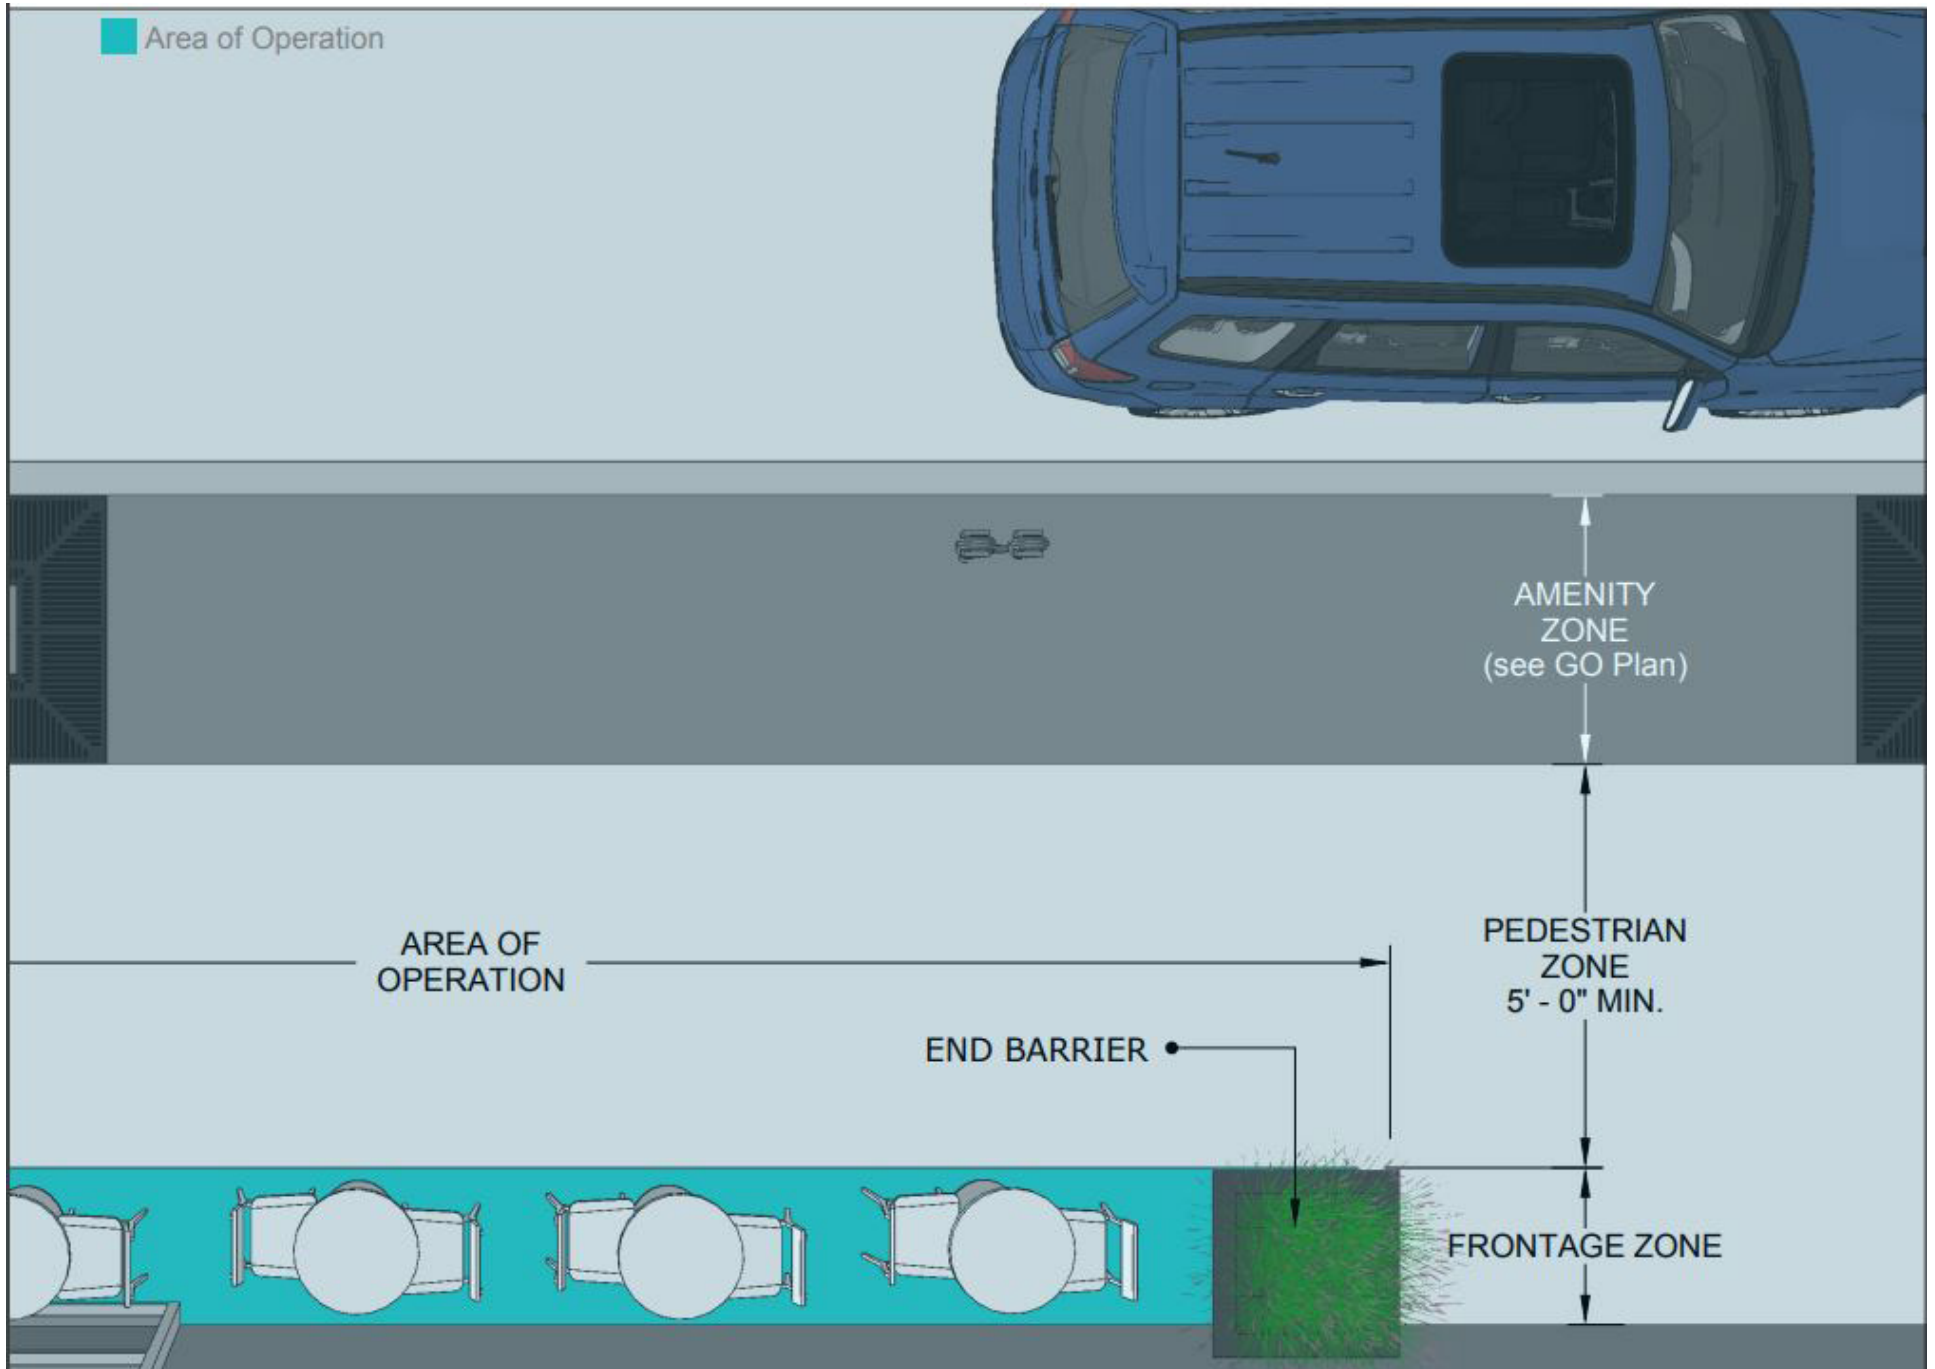 Area of Operation
AMENITY
ZONE
(see GO Plan)
AREA OF
OPERATION
PEDESTRIAN
ZONE
5' - 0" MIN.
END BARRIER
FRONTAGE ZONE